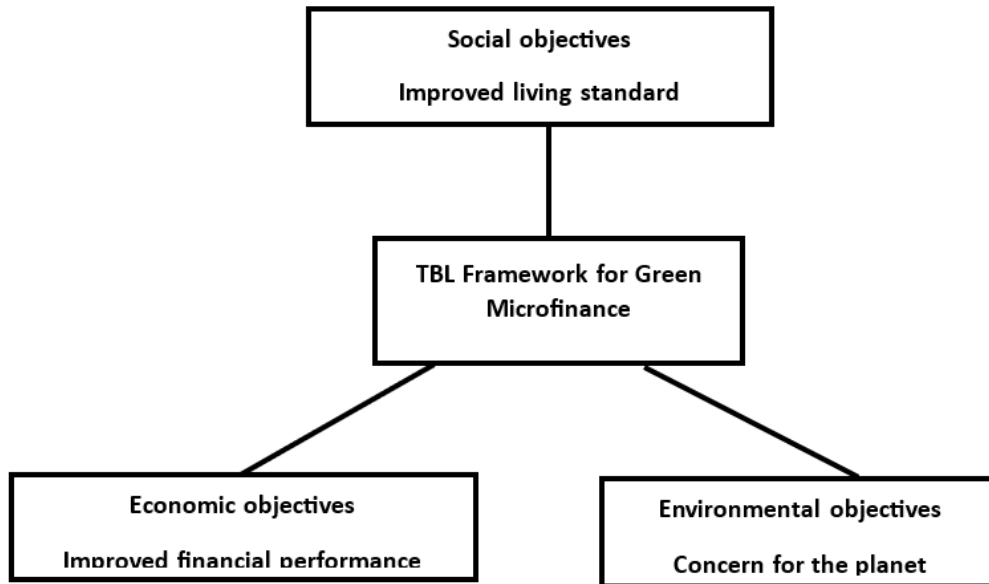 Social objectives
Improved living standard
TBL Framework for Green
Microfinance
Economic objectives
Improved financial performance
Environmental objectives
Concern for the planet